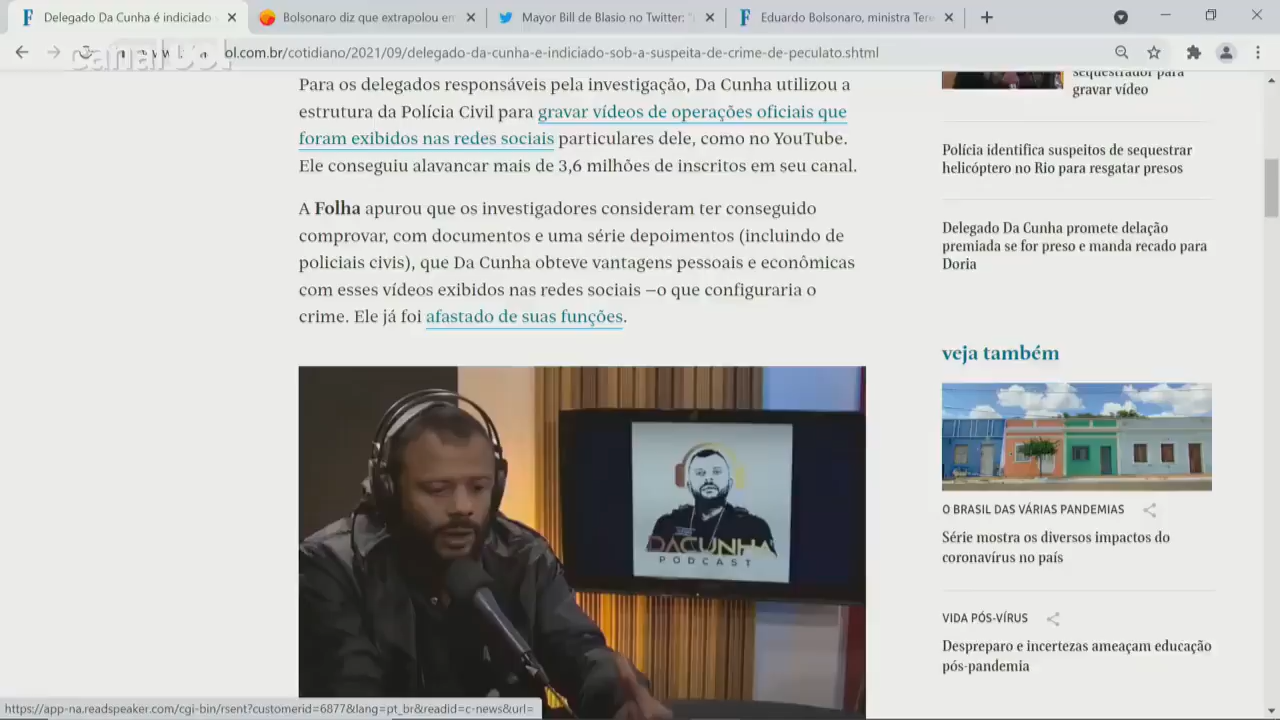 Delegado Da Cunha é indiciado
Bolsonaro diz que extrapolou em
Mayor Bill de Blasio no Twitter: "
Eduardo Bolsonaro, ministra Tere
ol.com.br/cotidiano/2021/09/delegado-da-cunha-e-indiciado-sob-a-suspeita-de-crime-de-peculato.shtml
canal UOL
Para os delegados responsáveis pela investigação, Da Cunha utilizou a
estrutura da Polícia Civil para gravar vídeos de operações oficiais que
foram exibidos nas redes sociais particulares dele, como no YouTube.
Ele conseguiu alavancar mais de 3,6 milhões de inscritos em seu canal.
A Folha apurou que os investigadores consideram ter conseguido
comprovar, com documentos e uma série depoimentos (incluindo de
policiais civis), que Da Cunha obteve vantagens pessoais e econômicas
com esses vídeos exibidos nas redes sociais —o que configuraria o
crime. Ele já foi afastado de suas funções.
DACUNHA
PODCAST
sequestrador para
gravar vídeo
Polícia identifica suspeitos de sequestrar
helicóptero no Rio para resgatar presos
Delegado Da Cunha promete delação
premiada se for preso e manda recado para
Doria
veja também
O BRASIL DAS VÁRIAS PANDEMIAS
Série mostra os diversos impactos do
coronavírus no país
VIDA PÓS-VÍRUS
Despreparo e incertezas ameaçam educação
pós-pandemia
https://app-na.readspeaker.com/cgi-bin/rsent?customerid=6877&lang=pt_br&readid=c-news&url=